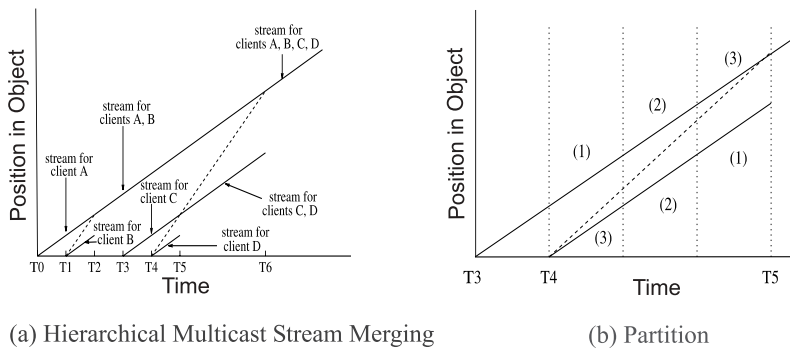 Position in Object
stream for
clients A, B, C, D
stream for
clients A, B
stream for
client A
stream for
client C
stream for
clients C, D
stream for
client B
stream for
client D
T0
T1
T2
T3
T4
T5
T6
Time
(a) Hierarchical Multicast Stream Merging
Position in Object
(3)
(2)
(1)
(1)
(2)
(3)
T3
T4
T5
Time
(b) Partition